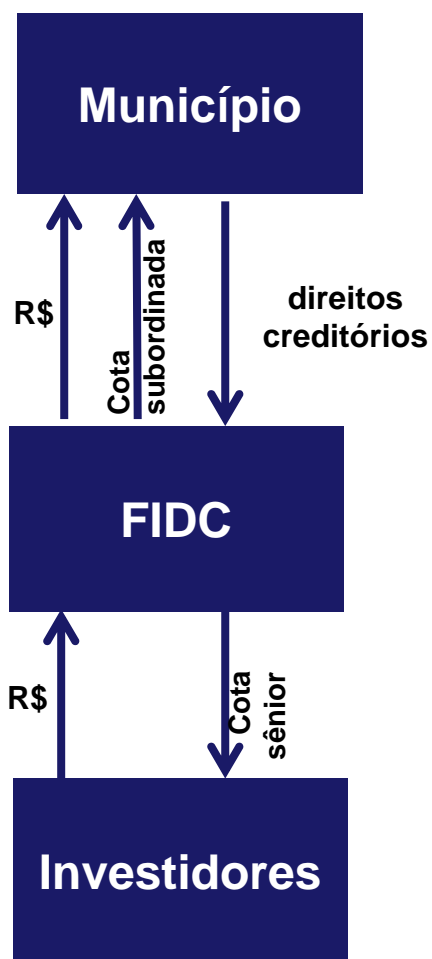 Município
R$
Cota
subordinada
direitos
creditórios
FIDC
R$
Cota
sênior
Investidores